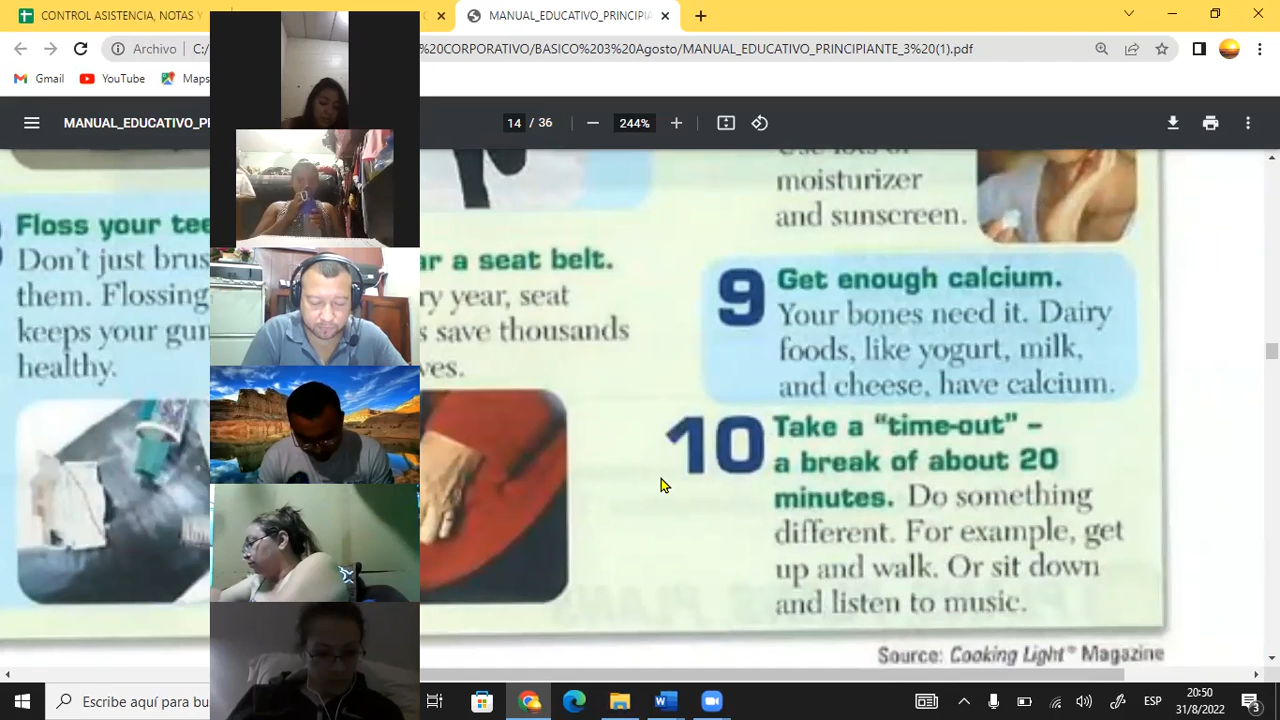 CONTROL ASISTENCIA, NOTAS Y
MANUAL_EDUCATIVO_PRINCIPIA
Archivo
C:/
%20CORPORATIVO/BASICO%203%20Agosto/MANUAL_EDUCATIVO_PRINCIPIANTE_3%20(1).pdf
Gmail
YouTube
Maps
MANUAL_EDUCATIVO_PI
14 / 36
244%
moisturizer
and sunscreen.
Floss your tee
Don't just brus
them. Flossing
keeps your gun
healthy.
ar a seat belt.
ry year, seat
s save thousands
ves.
9 Get enough calcium.
Your bones need it. Dairy
foods, like yogurt, milk,
and cheese, have calcium.
10 Take a “time-out” –
a break of about 20
minutes. Do something
different. For example, get
up and walk. Or sit down
and listen to music.
Source: Cooking Light® Magazine
Escribe aquí para bu
ESP
20:50
31/8/2022
3